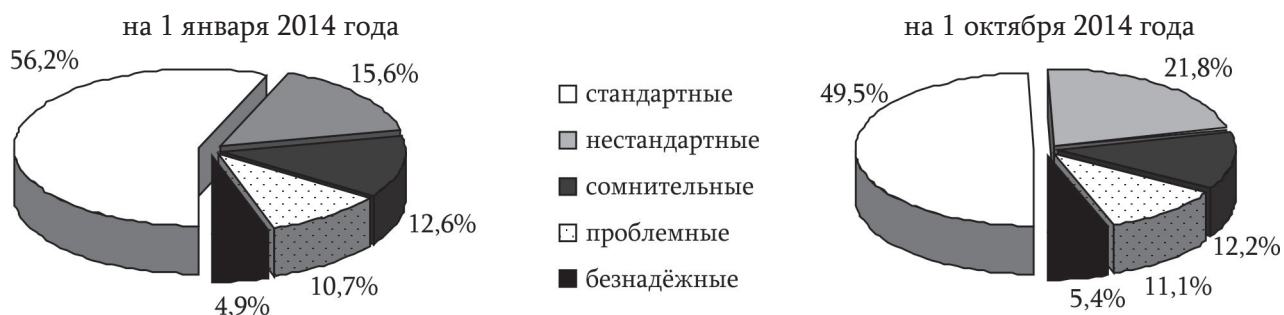 на 1 января 2014 года
56,2%
15,6%
12,6%
10,7%
4,9%
стандартные
нестандартные
сомнительные
проблемные
безнадёжные
на 1 октября 2014 года
49,5%
21,8%
12,2%
11,1%
5,4%